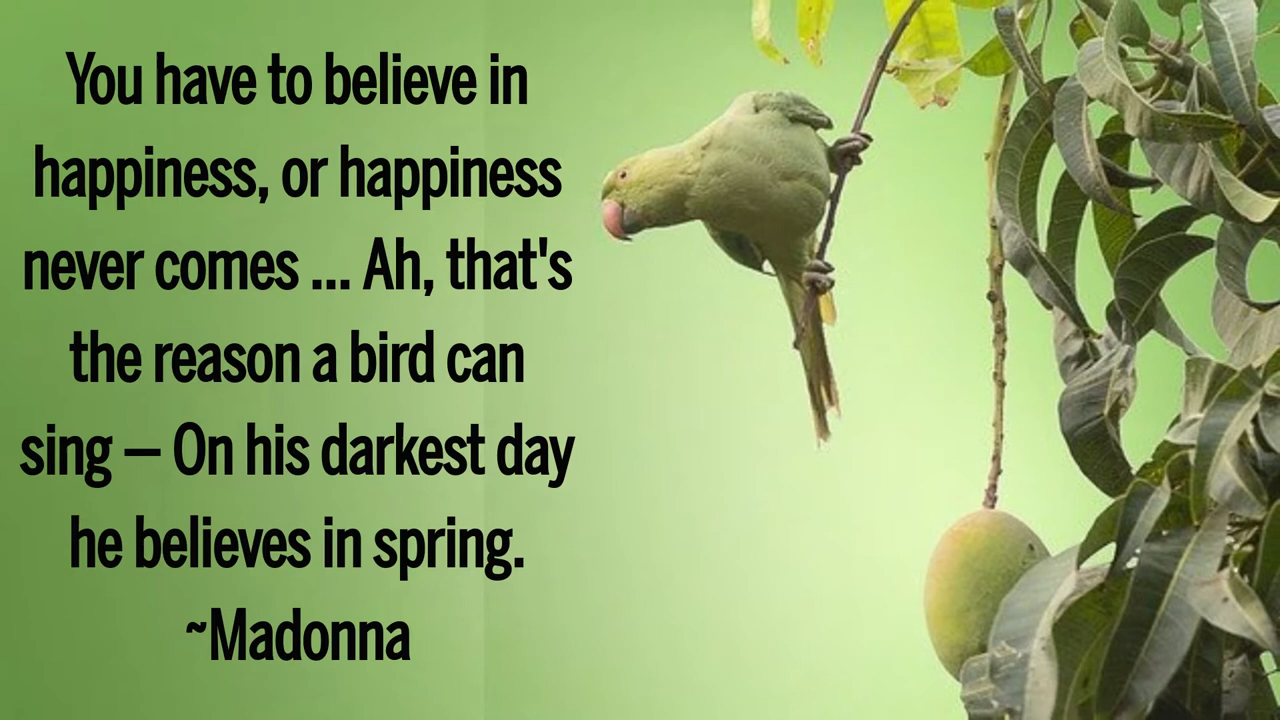 You have to believe in
happiness, or happiness
never comes ... Ah, that's
the reason a bird can
sing – On his darkest day
he believes in spring.
~Madonna